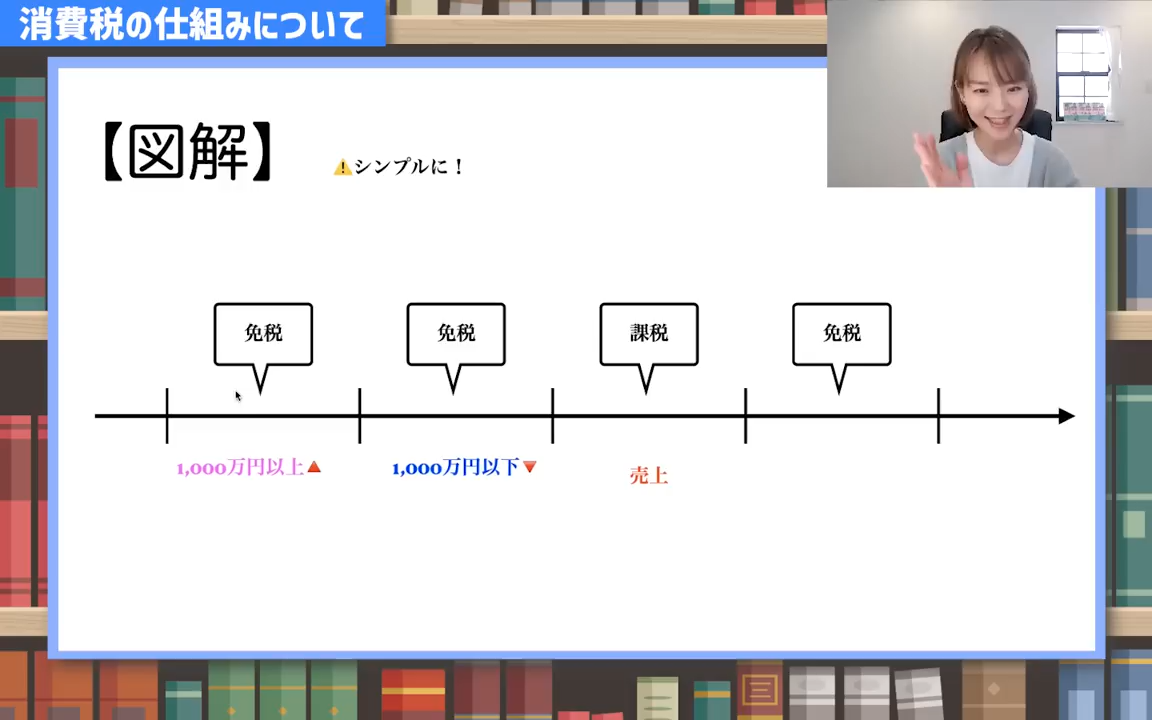 消費税の仕組みについて
【図解】
⚠️シンプルに！
免税
免税
課税
免税
1,000万円以上🔺
1,000万円以下🔻
売上